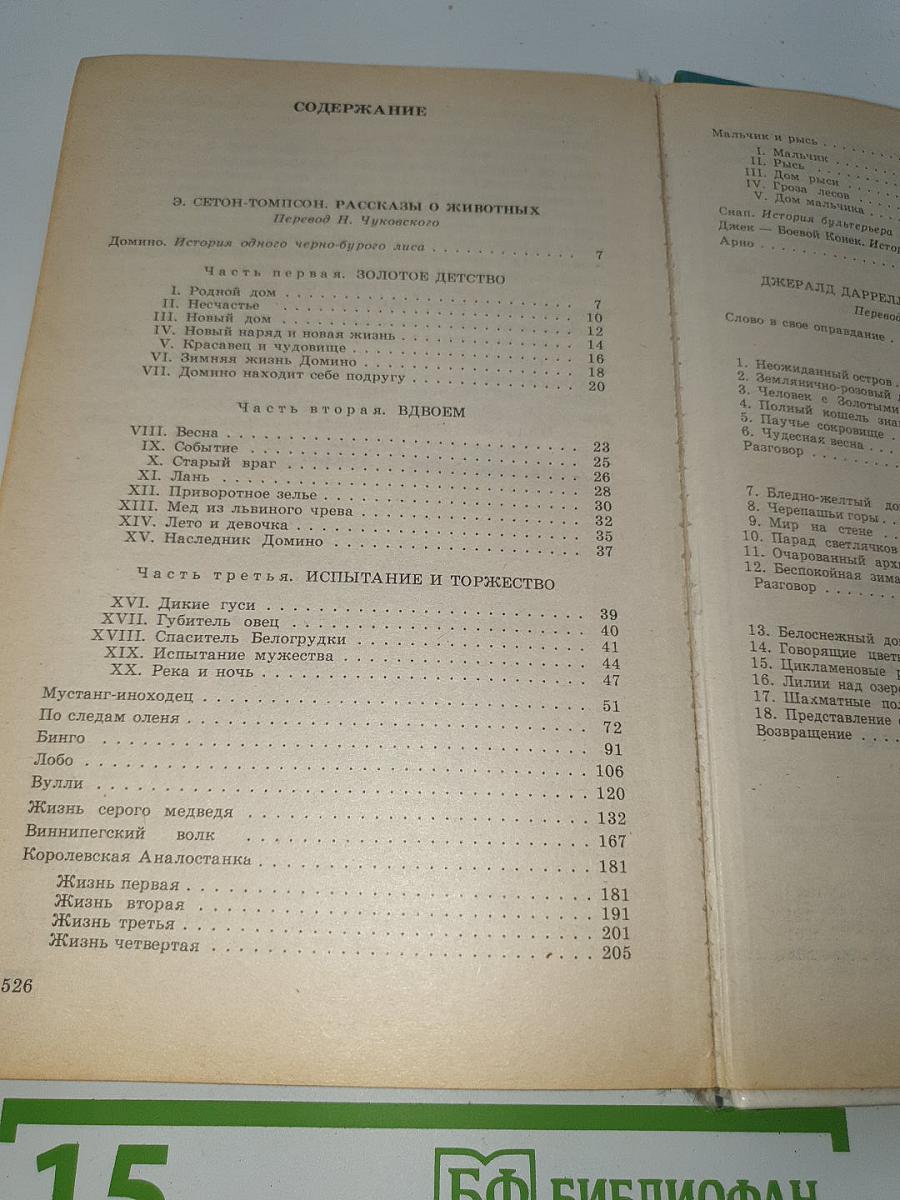 СОДЕРЖАНИЕ
Э. СЕТОН-ТОМПСОН. РАССКАЗЫ О ЖИВОТНЫХ
Перевод Н. Чуковского
Домино. История одного черно-бурого лиса . . . . . . . . . . 7
Часть первая. ЗОЛОТОЕ ДЕТСТВО
I. Родной дом . . . . . . . . . . 7
II. Несчастье . . . . . . . . . . 10
III. Новый дом . . . . . . . . . . 12
IV. Новый наряд и новая жизнь . . . . . . . . . . 14
V. Красавец и чудовище . . . . . . . . . . 16
VI. Зимняя жизнь Домино . . . . . . . . . . 18
VII. Домино находит себе подругу . . . . . . . . . . 20
Часть вторая. ВДВОЕМ
VIII. Весна . . . . . . . . . . 23
IX. Событие . . . . . . . . . . 25
X. Старый враг . . . . . . . . . . 26
XI. Лань . . . . . . . . . . 28
XII. Приворотное зелье . . . . . . . . . . 30
XIII. Мед из львиного чрева . . . . . . . . . . 32
XIV. Лето и девочка . . . . . . . . . . 35
XV. Наследник Домино . . . . . . . . . . 37
Часть третья. ИСПЫТАНИЕ И ТОРЖЕСТВО
XVI. Дикие гуси . . . . . . . . . . 39
XVII. Губитель овец . . . . . . . . . . 40
XVIII. Спаситель Белогрудки . . . . . . . . . . 41
XIX. Испытание мужества . . . . . . . . . . 44
XX. Река и ночь . . . . . . . . . . 47
Мустанг-иноходец . . . . . . . . . . 51
По следам оленя . . . . . . . . . . 72
Бинго . . . . . . . . . . 91
Лобо . . . . . . . . . . 106
Вулли . . . . . . . . . . 120
Жизнь серого медведя . . . . . . . . . . 132
Виннипегский волк . . . . . . . . . . 167
Королевская Аналостанка . . . . . . . . . . 181
Жизнь первая . . . . . . . . . . 181
Жизнь вторая . . . . . . . . . . 191
Жизнь третья . . . . . . . . . . 201
Жизнь четвертая . . . . . . . . . . 205
526
Мальчик и рысь . . . . .
I. Мальчик . . . . .
II. Рысь . . . . .
III. Дом рыси . . . . .
IV. Гроза лесов . . . . .
V. Дом мальчика . . . . .
Снап. История бультерьера
Джек — Боевой Конек. Истор
Арно . . . . .
ДЖЕРАЛД ДАРРЕЛЛ
Перевод
Слово в свое оправдание . .
1. Неожиданный остров .
2. Землянично-розовый д
3. Человек с Золотыми
4. Полный кошель зна
5. Паучье сокровище .
6. Чудесная весна . .
Разговор . . . . .
7. Бледно-желтый до
8. Черепашьи горы . .
9. Мир на стене . .
10. Парад светлячков
11. Очарованный арх
12. Беспокойная зима
Разговор . . . . .
13. Белоснежный до
14. Говорящие цвет
15. Цикламеновые
16. Лилии над озер
17. Шахматные пол
18. Представление
Возвращение . . . .
15
БФ БИБЛИОФАН